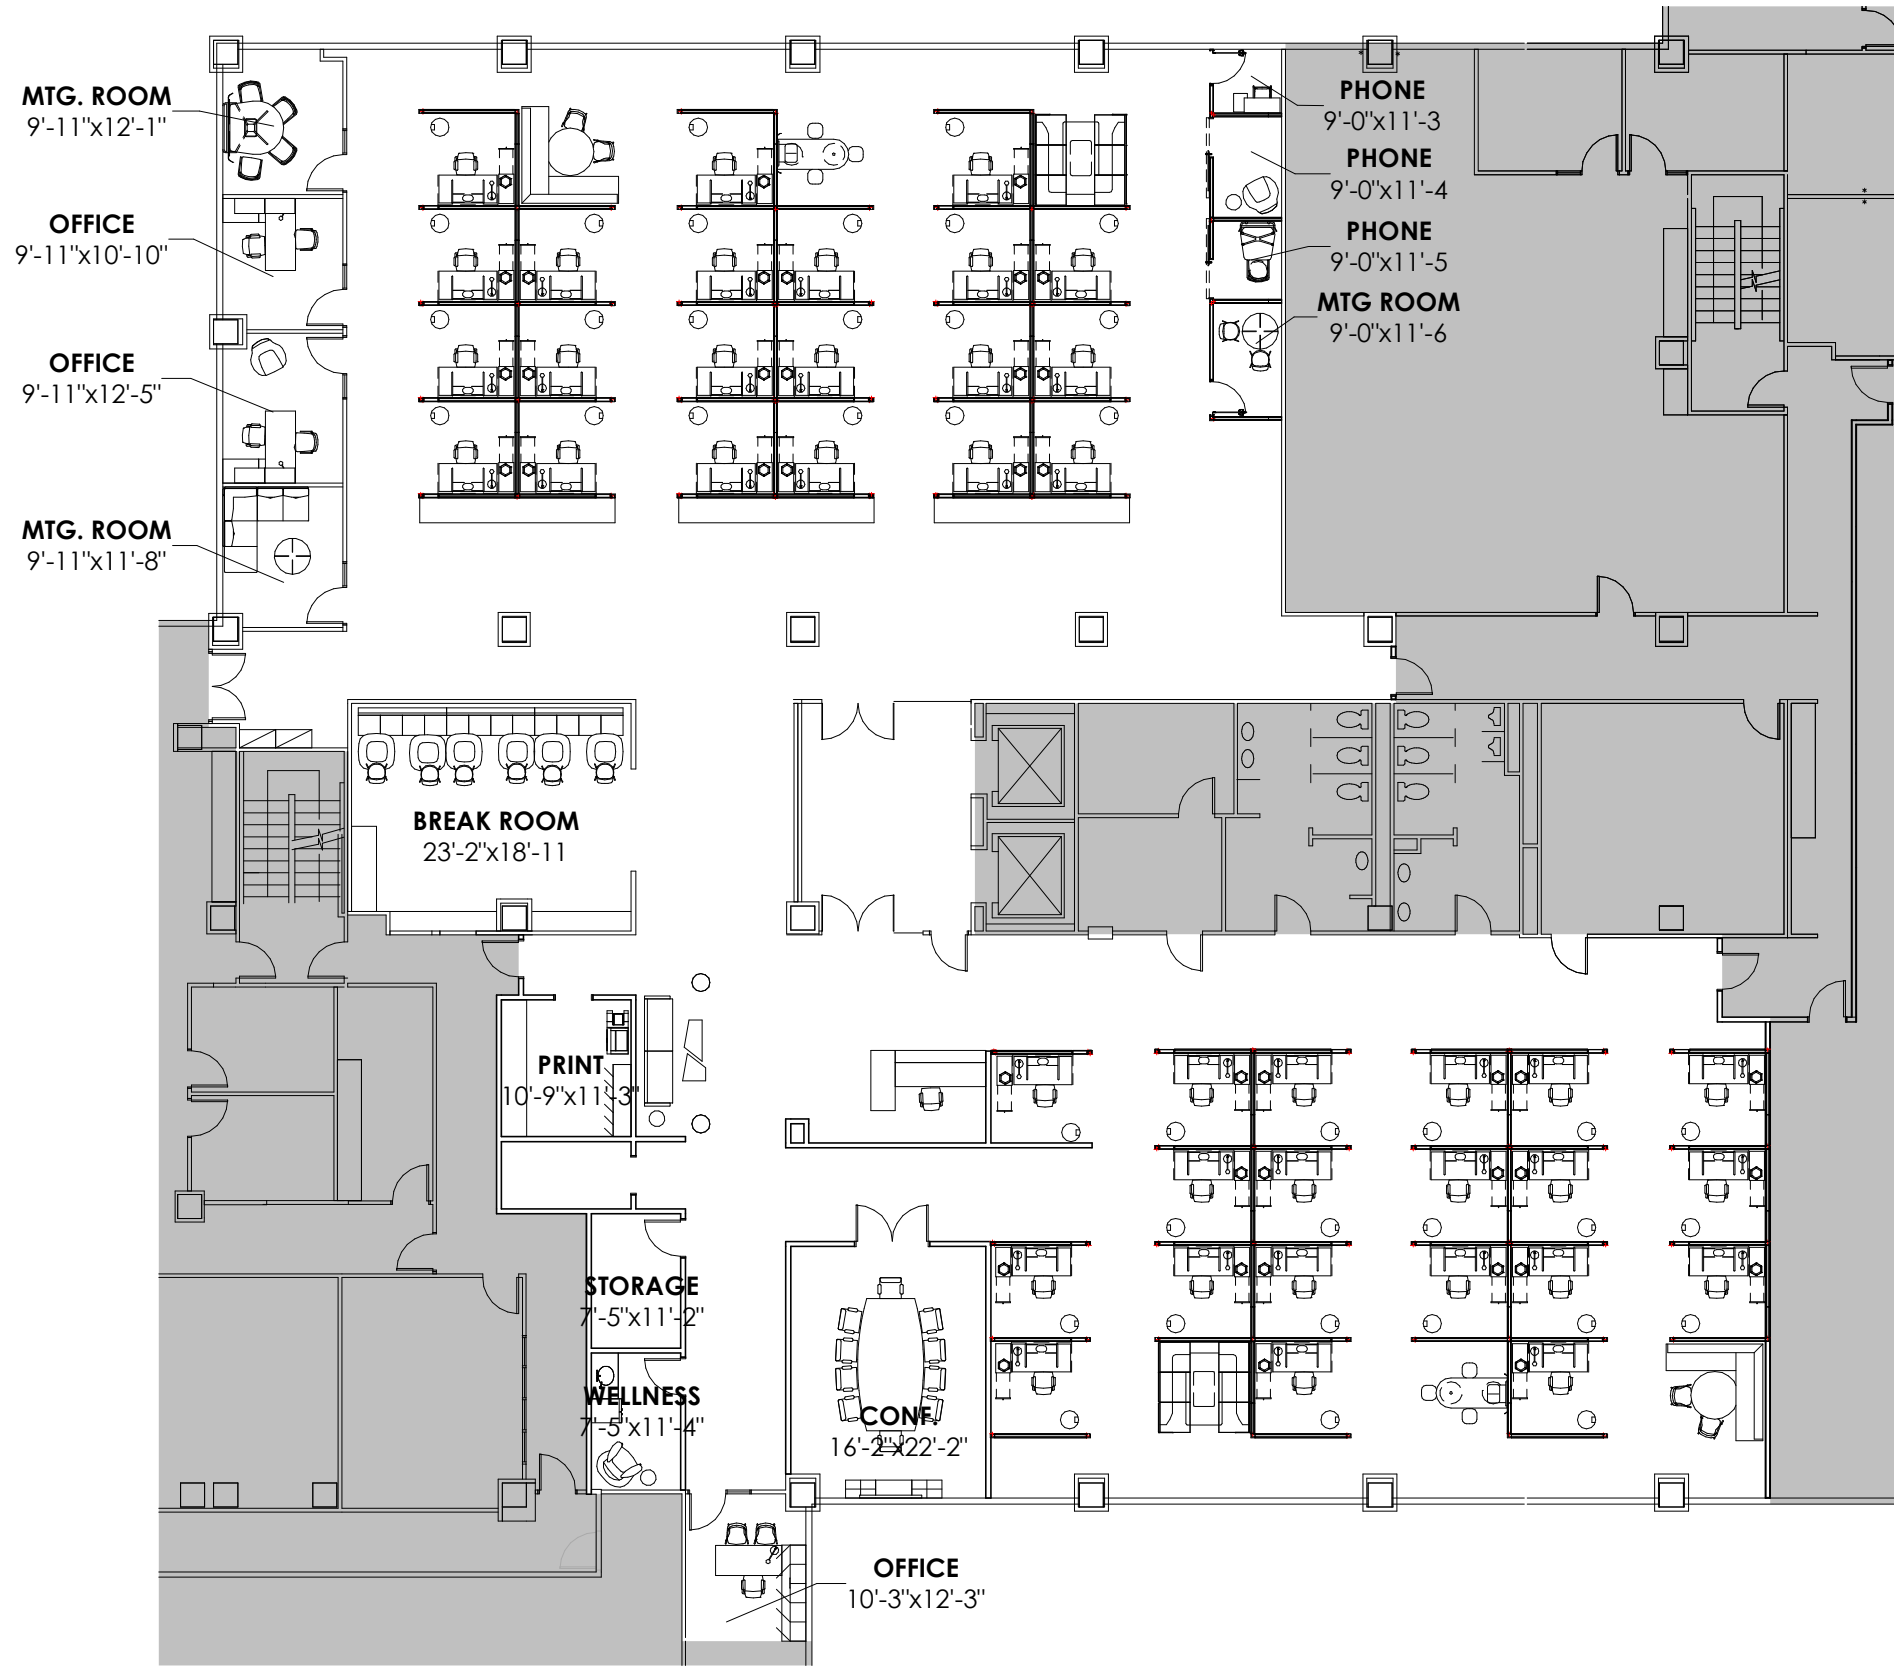 MTG. ROOM
9'-11"x12'-1"
OFFICE
9'-11"x10'-10"
OFFICE
9'-11"x12'-5"
MTG. ROOM
9'-11"x11'-8"
PHONE
9'-0"x11'-3
PHONE
9'-0"x11'-4
PHONE
9'-0"x11'-5
MTG ROOM
9'-0"x11'-6
BREAK ROOM
23'-2"x18'-11
PRINT
10'-9"x11'-3"
STORAGE
7'-5"x11'-2"
WELLNESS
7'-5"x11'-4"
CONF.
16'-2"x22'-2"
OFFICE
10'-3"x12'-3"